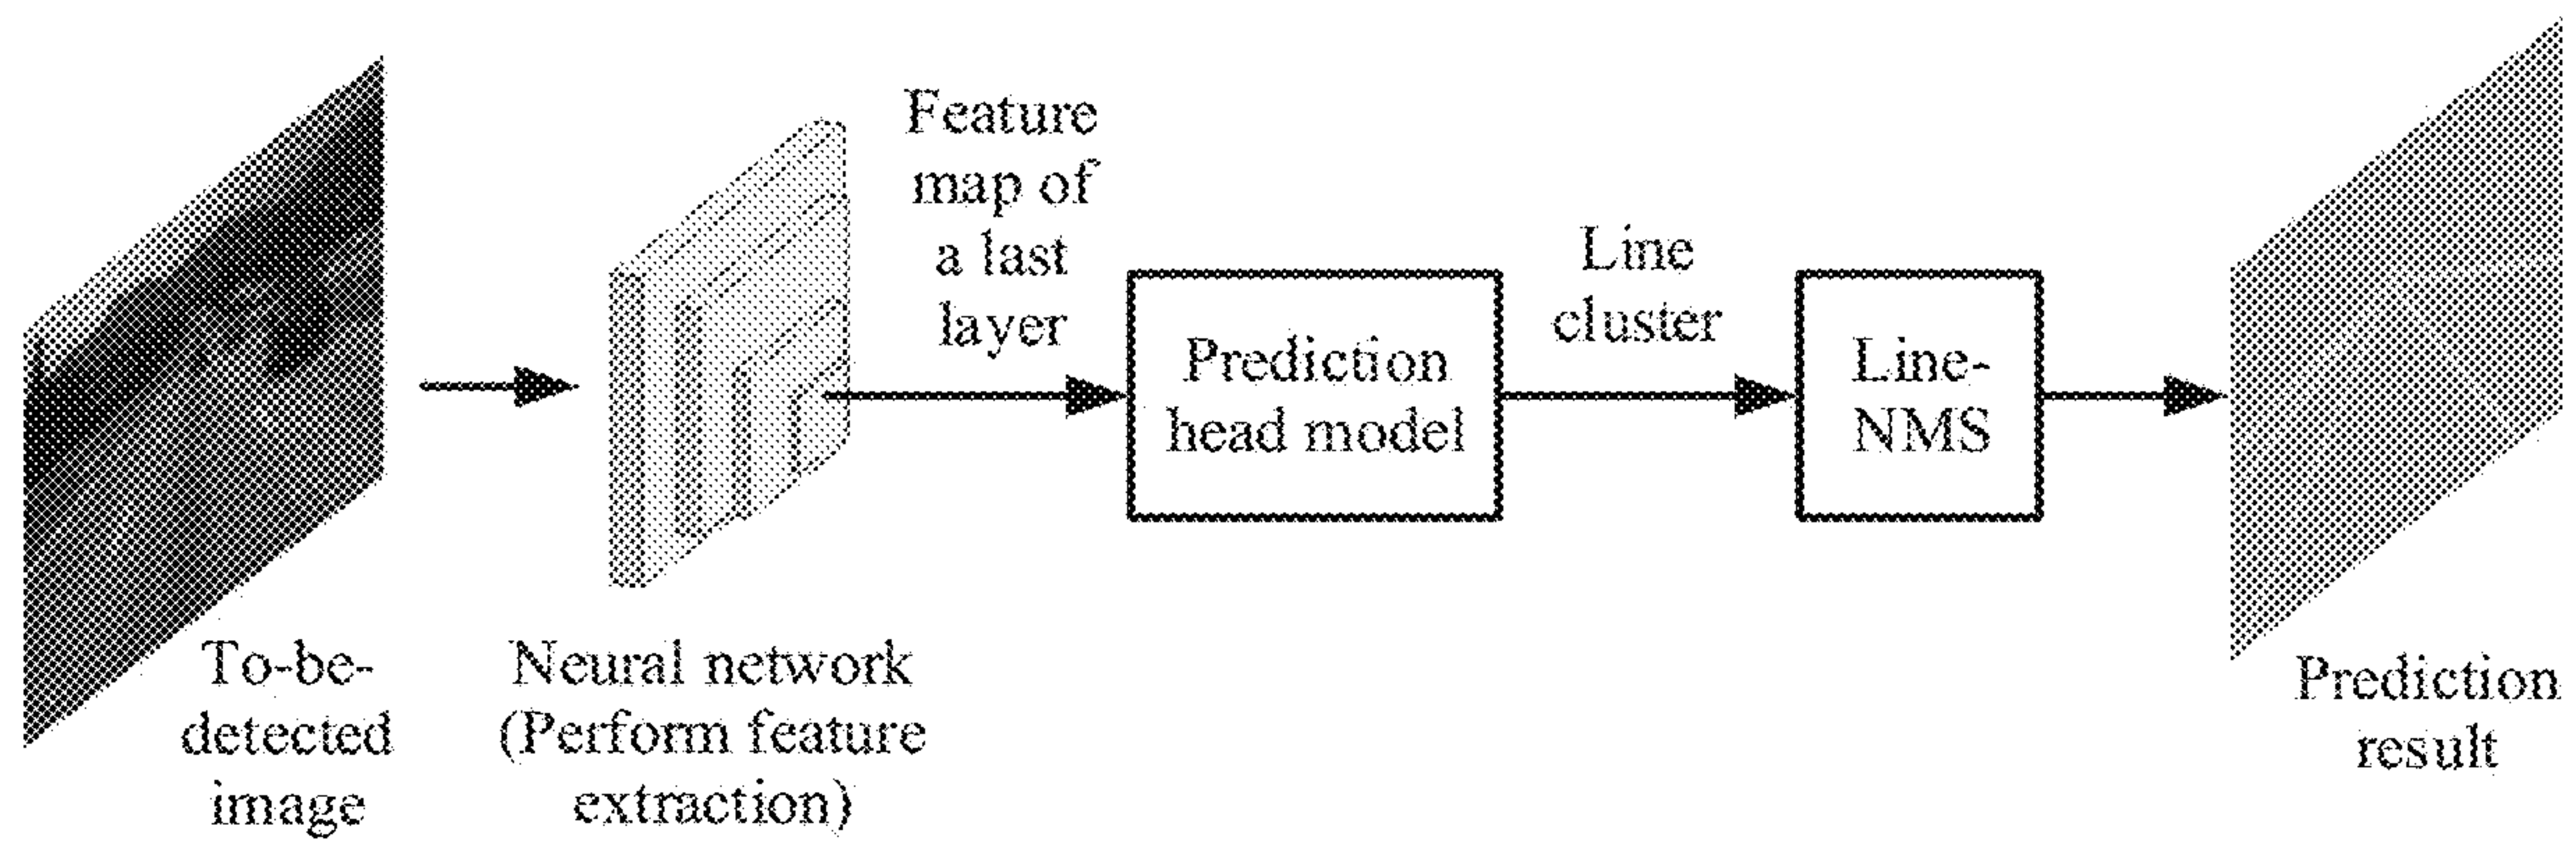 To-be-
detected
image
Neural network
(Perform feature
extraction)
Feature
map of
a last
layer
Prediction
head model
Line
cluster
Line-
NMS
Prediction
result